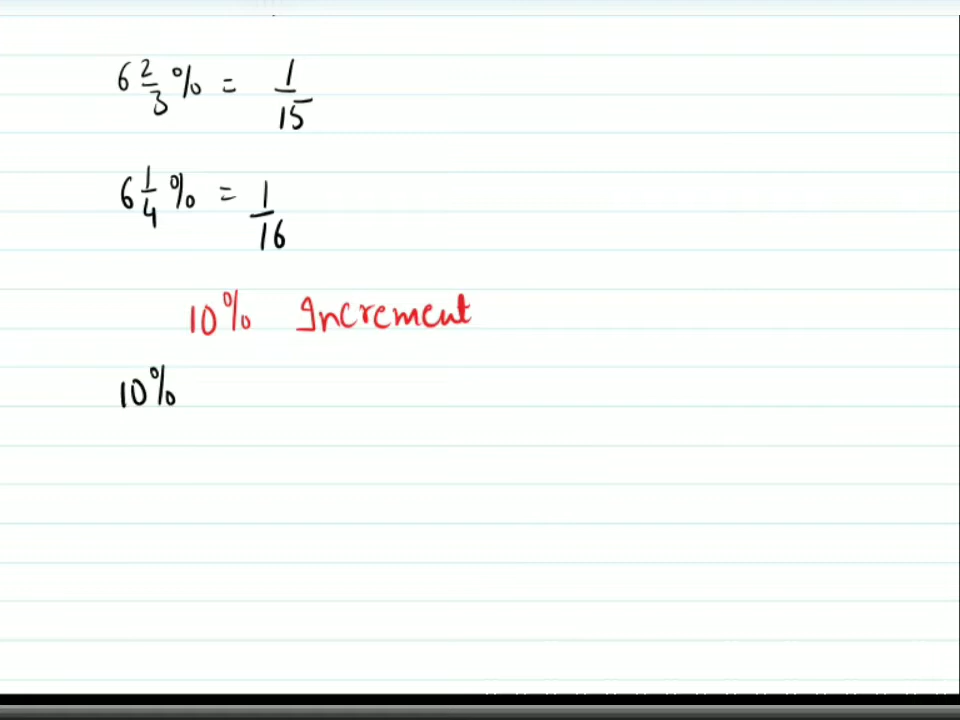 6 2/3 % = 1/15
6 1/4 % = 1/16
10% Increment
10%